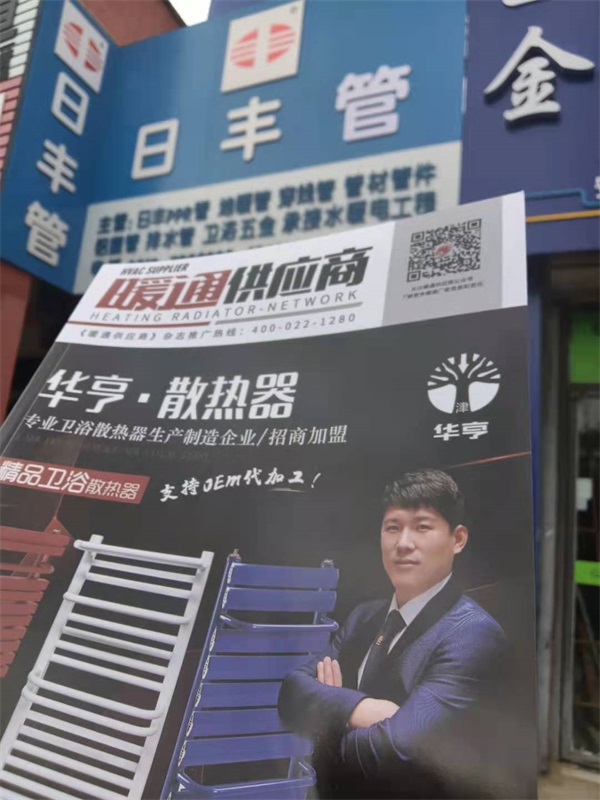 日丰管
日丰管
金
主营:日丰PPR管 地暖管 穿线管 管材管件
铝塑管 排水管 卫浴五金 承接水暖电工程
HVAC SUPPLIER
暖通供应商
HEATING RADIATOR-NETWORK
《暖通供应商》杂志推广热线：400-022-1280
华亨·散热器
专业卫浴散热器生产制造企业/招商加盟
精品卫浴散热器
支持OEM代加工！
津
华亨